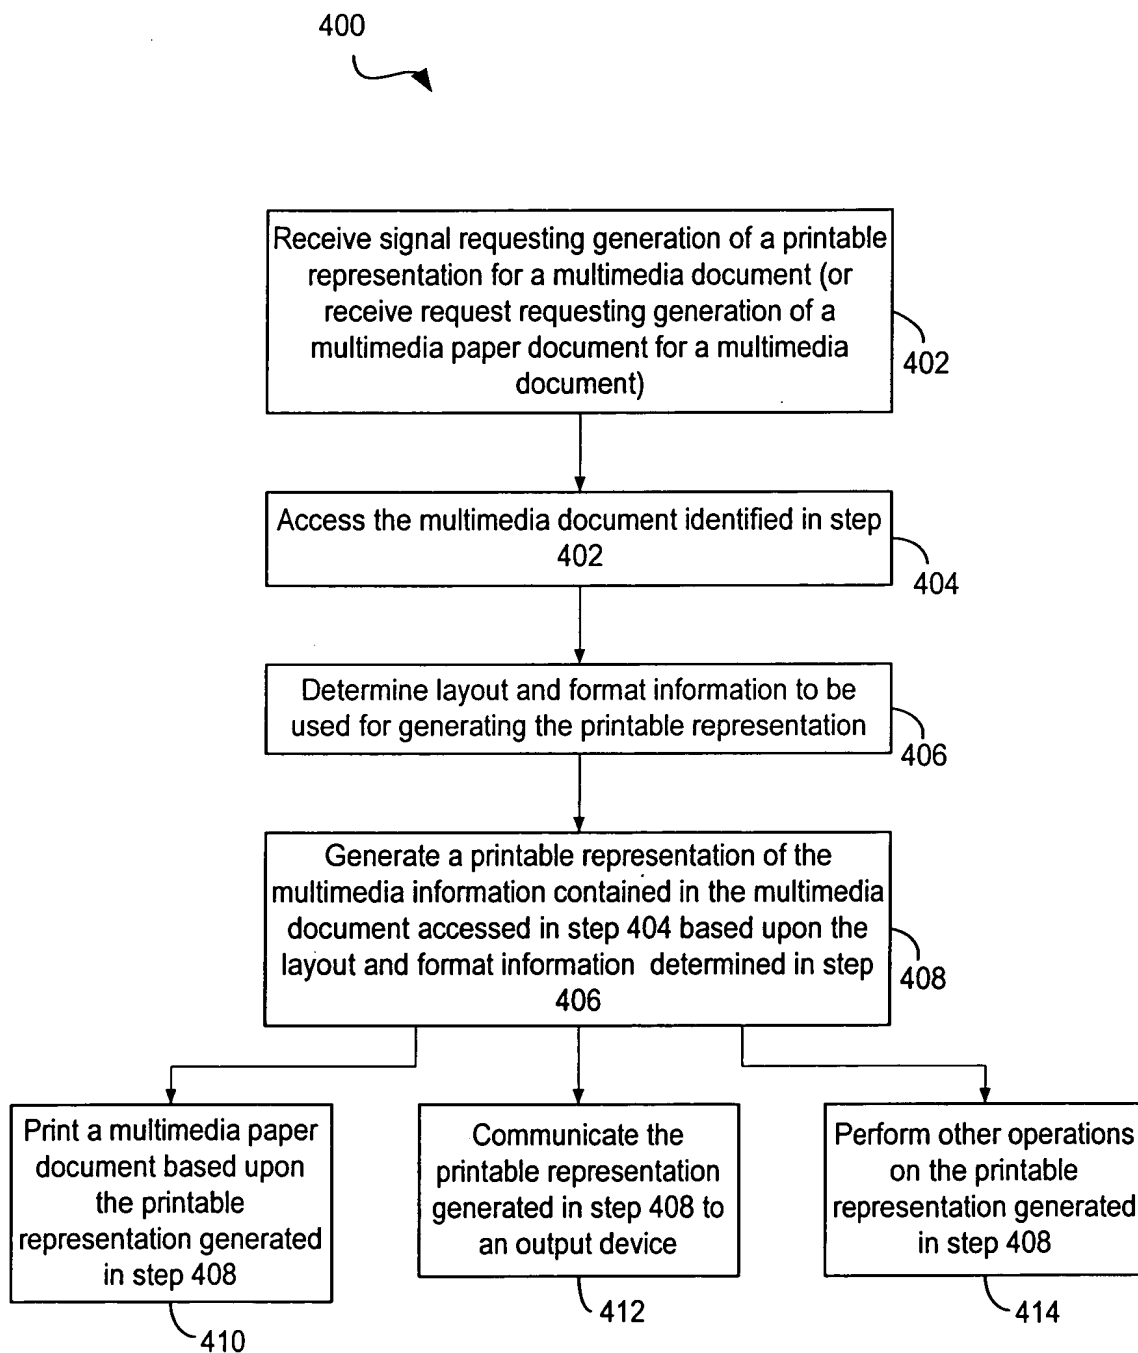 400
Receive signal requesting generation of a printable
representation for a multimedia document (or
receive request requesting generation of a
multimedia paper document for a multimedia
document)
402
Access the multimedia document identified in step
402
404
Determine layout and format information to be
used for generating the printable representation
406
Generate a printable representation of the
multimedia information contained in the multimedia
document accessed in step 404 based upon the
layout and format information determined in step
406
408
Print a multimedia paper
document based upon
the printable
representation generated
in step 408
410
Communicate the
printable representation
generated in step 408 to
an output device
412
Perform other operations
on the printable
representation generated
in step 408
414